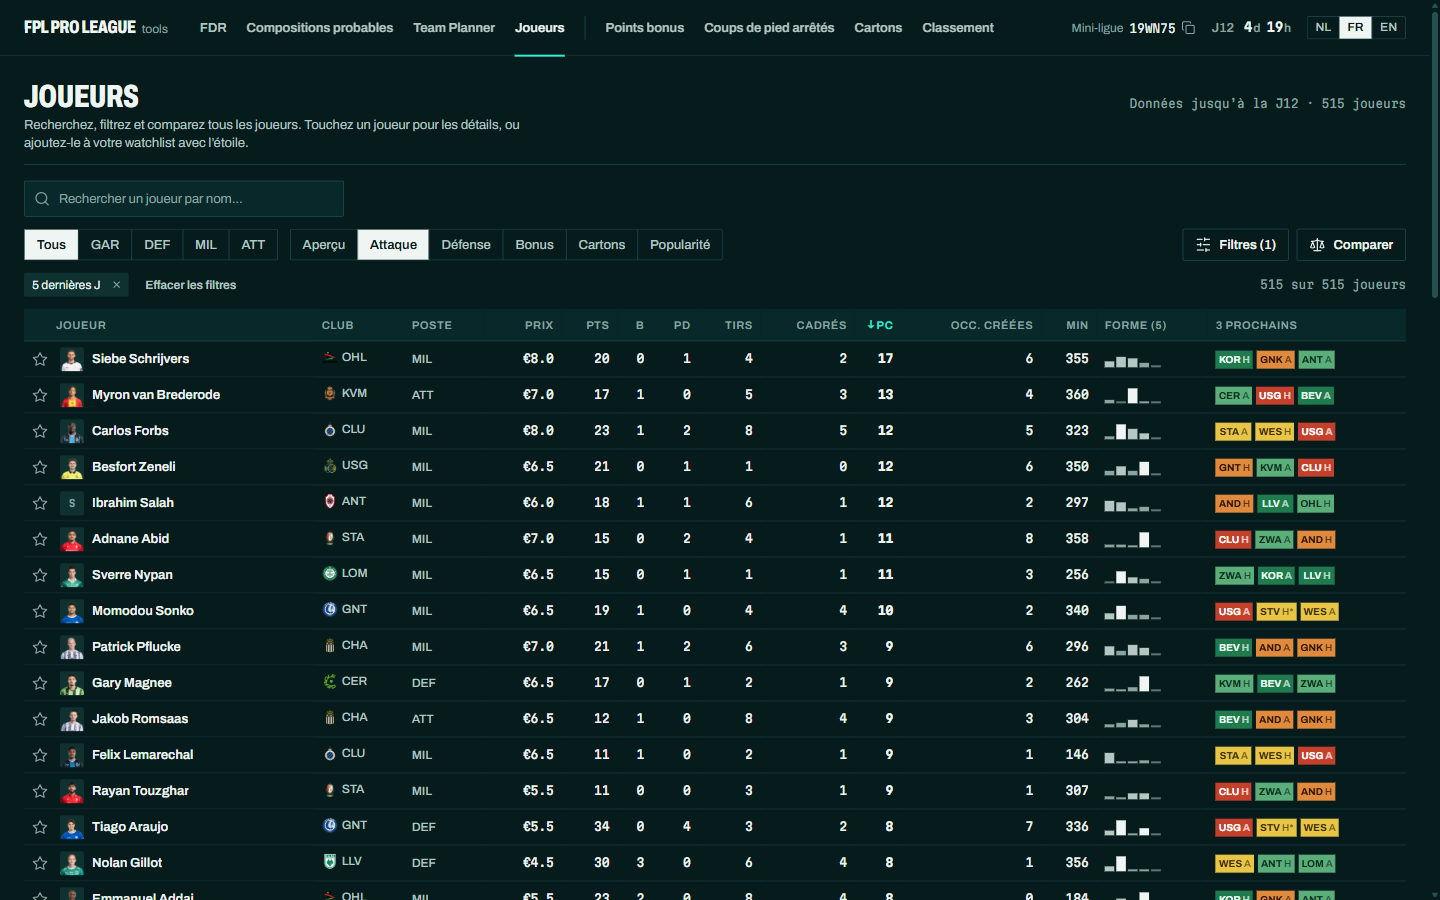 FPL PRO LEAGUE tools FDR Compositions probables Team Planner Joueurs Points bonus Coups de pied arrêtés Cartons Classement Mini-ligue 19WN75 J12 4d 19h NL FR EN
JOUEURS
Données jusqu'à la J12 · 515 joueurs
Recherchez, filtrez et comparez tous les joueurs. Touchez un joueur pour les détails, ou
ajoutez-le à votre watchlist avec l'étoile.
Rechercher un joueur par nom...
Tous GAR DEF MIL ATT Aperçu Attaque Défense Bonus Cartons Popularité Filtres (1) Comparer
5 dernières J × Effacer les filtres 515 sur 515 joueurs
JOUEUR CLUB POSTE PRIX PTS B PD TIRS CADRÉS ↓PC OCC. CRÉÉES MIN FORME (5) 3 PROCHAINS
Siebe Schrijvers OHL MIL €8.0 20 0 1 4 2 17 6 355 KOR H GNK A ANT A
Myron van Brederode KVM ATT €7.0 17 1 0 5 3 13 4 360 CER A USG H BEV A
Carlos Forbs CLU MIL €8.0 23 1 2 8 5 12 5 323 STA A WES H USG A
Besfort Zeneli USG MIL €6.5 21 0 1 1 0 12 6 350 GNT H KVM A CLU H
S Ibrahim Salah ANT MIL €6.0 18 1 1 6 1 12 2 297 AND H LLV A OHL H
Adnane Abid STA MIL €7.0 15 0 2 4 1 11 8 358 CLU H ZWA A AND H
Sverre Nypan LOM MIL €6.5 15 0 1 1 1 11 3 256 ZWA H KOR A LLV H
Momodou Sonko GNT MIL €6.5 19 1 0 4 4 10 2 340 USG A STV H* WES A
Patrick Pflucke CHA MIL €7.0 21 1 2 6 3 9 6 296 BEV H AND A GNK H
Gary Magnee CER DEF €6.5 17 0 1 2 1 9 2 262 KVM H BEV A ZWA H
Jakob Romsaas CHA ATT €6.5 12 1 0 8 4 9 3 304 BEV H AND A GNK H
Felix Lemarechal CLU MIL €6.5 11 1 0 2 1 9 1 146 STA A WES H USG A
Rayan Touzghar STA MIL €5.5 11 0 0 3 1 9 1 307 CLU H ZWA A AND H
Tiago Araujo GNT DEF €5.5 34 0 4 3 2 8 7 336 USG A STV H* WES A
Nolan Gillot LLV DEF €4.5 30 3 0 6 4 8 1 356 WES A ANT H LOM A
Emmanuel Addai OHL MIL €5.5 23 2 0 8 4 8 0 184 KOR H GNK A ANT A